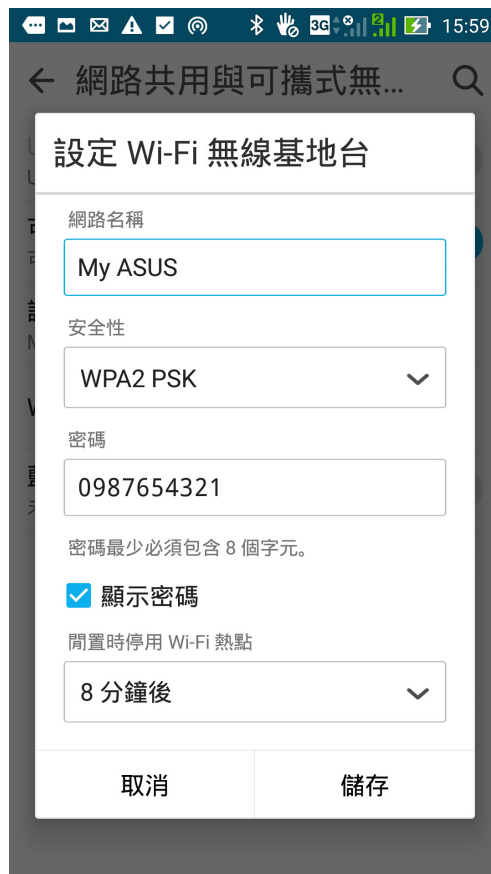 3G
2
15:59
網路共用與可攜式無...
設定 Wi-Fi 無線基地台
網路名稱
My ASUS
安全性
WPA2 PSK
密碼
0987654321
密碼最少必須包含 8 個字元。
顯示密碼
閒置時停用 Wi-Fi 熱點
8 分鐘後
取消
儲存